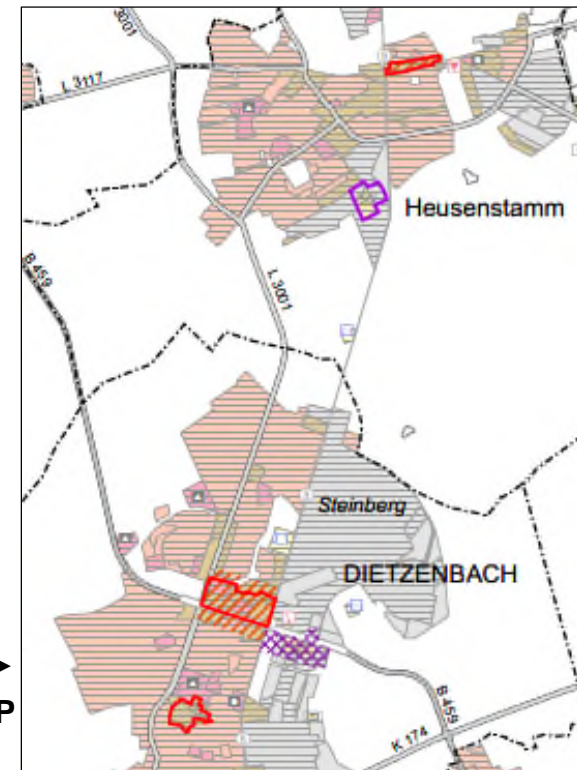 3001
L 3117
Heusenstamm
B 459
L 3001
Steinberg
DIETZENBACH
P
B 459
K 174